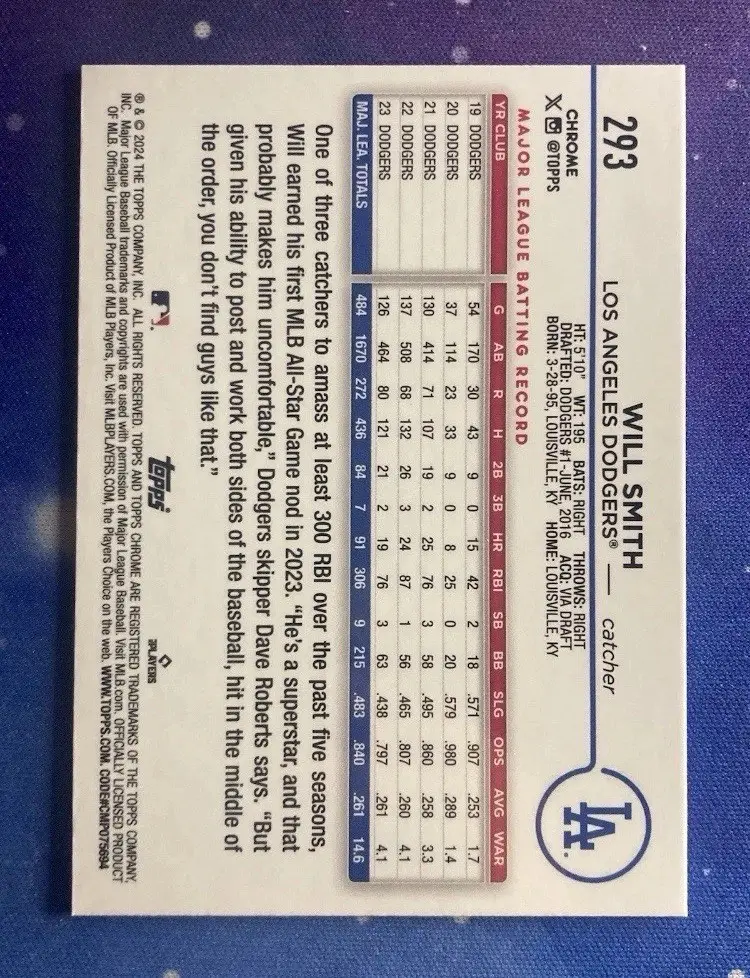 293
WILL SMITH
LOS ANGELES DODGERS® — catcher
CHROME
@TOPPS
HT: 5'10" WT: 195 BATS: RIGHT THROWS: RIGHT
DRAFTED: DODGERS #1-JUNE, 2016 ACQ: VIA DRAFT
BORN: 3-28-95, LOUISVILLE, KY HOME: LOUISVILLE, KY
LA
MAJOR LEAGUE BATTING RECORD
YR CLUB G AB R H 2B 3B HR RBI SB BB SLG OPS AVG WAR
19 DODGERS 54 170 30 43 9 0 15 42 2 18 .571 .907 .253 1.7
20 DODGERS 37 114 23 33 9 0 8 25 0 20 .579 .980 .289 1.4
21 DODGERS 130 414 71 107 19 2 25 76 3 58 .495 .860 .258 3.3
22 DODGERS 137 508 68 132 26 3 24 87 1 56 .465 .807 .260 4.1
23 DODGERS 126 464 80 121 21 2 19 76 3 63 .438 .797 .261 4.1
MAJ. LEA. TOTALS 484 1670 272 436 84 7 91 306 9 215 .483 .840 .261 14.6
One of three catchers to amass at least 300 RBI over the past five seasons,
Will earned his first MLB All-Star Game nod in 2023. "He's a superstar, and that
probably makes him uncomfortable," Dodgers skipper Dave Roberts says. "But
given his ability to post and work both sides of the baseball, hit in the middle of
the order, you don't find guys like that."
topps
PLAYERS
® & © 2024 THE TOPPS COMPANY, INC. ALL RIGHTS RESERVED. TOPPS AND TOPPS CHROME ARE REGISTERED TRADEMARKS OF THE TOPPS COMPANY,
INC. Major League Baseball trademarks and copyrights are used with permission of Major League Baseball. Visit MLB.com. OFFICIALLY LICENSED PRODUCT
OF MLB. Officially Licensed Product of MLB Players, Inc. Visit MLBPLAYERS.COM, the Players Choice on the web. WWW.TOPPS.COM. CODE#CMP075694